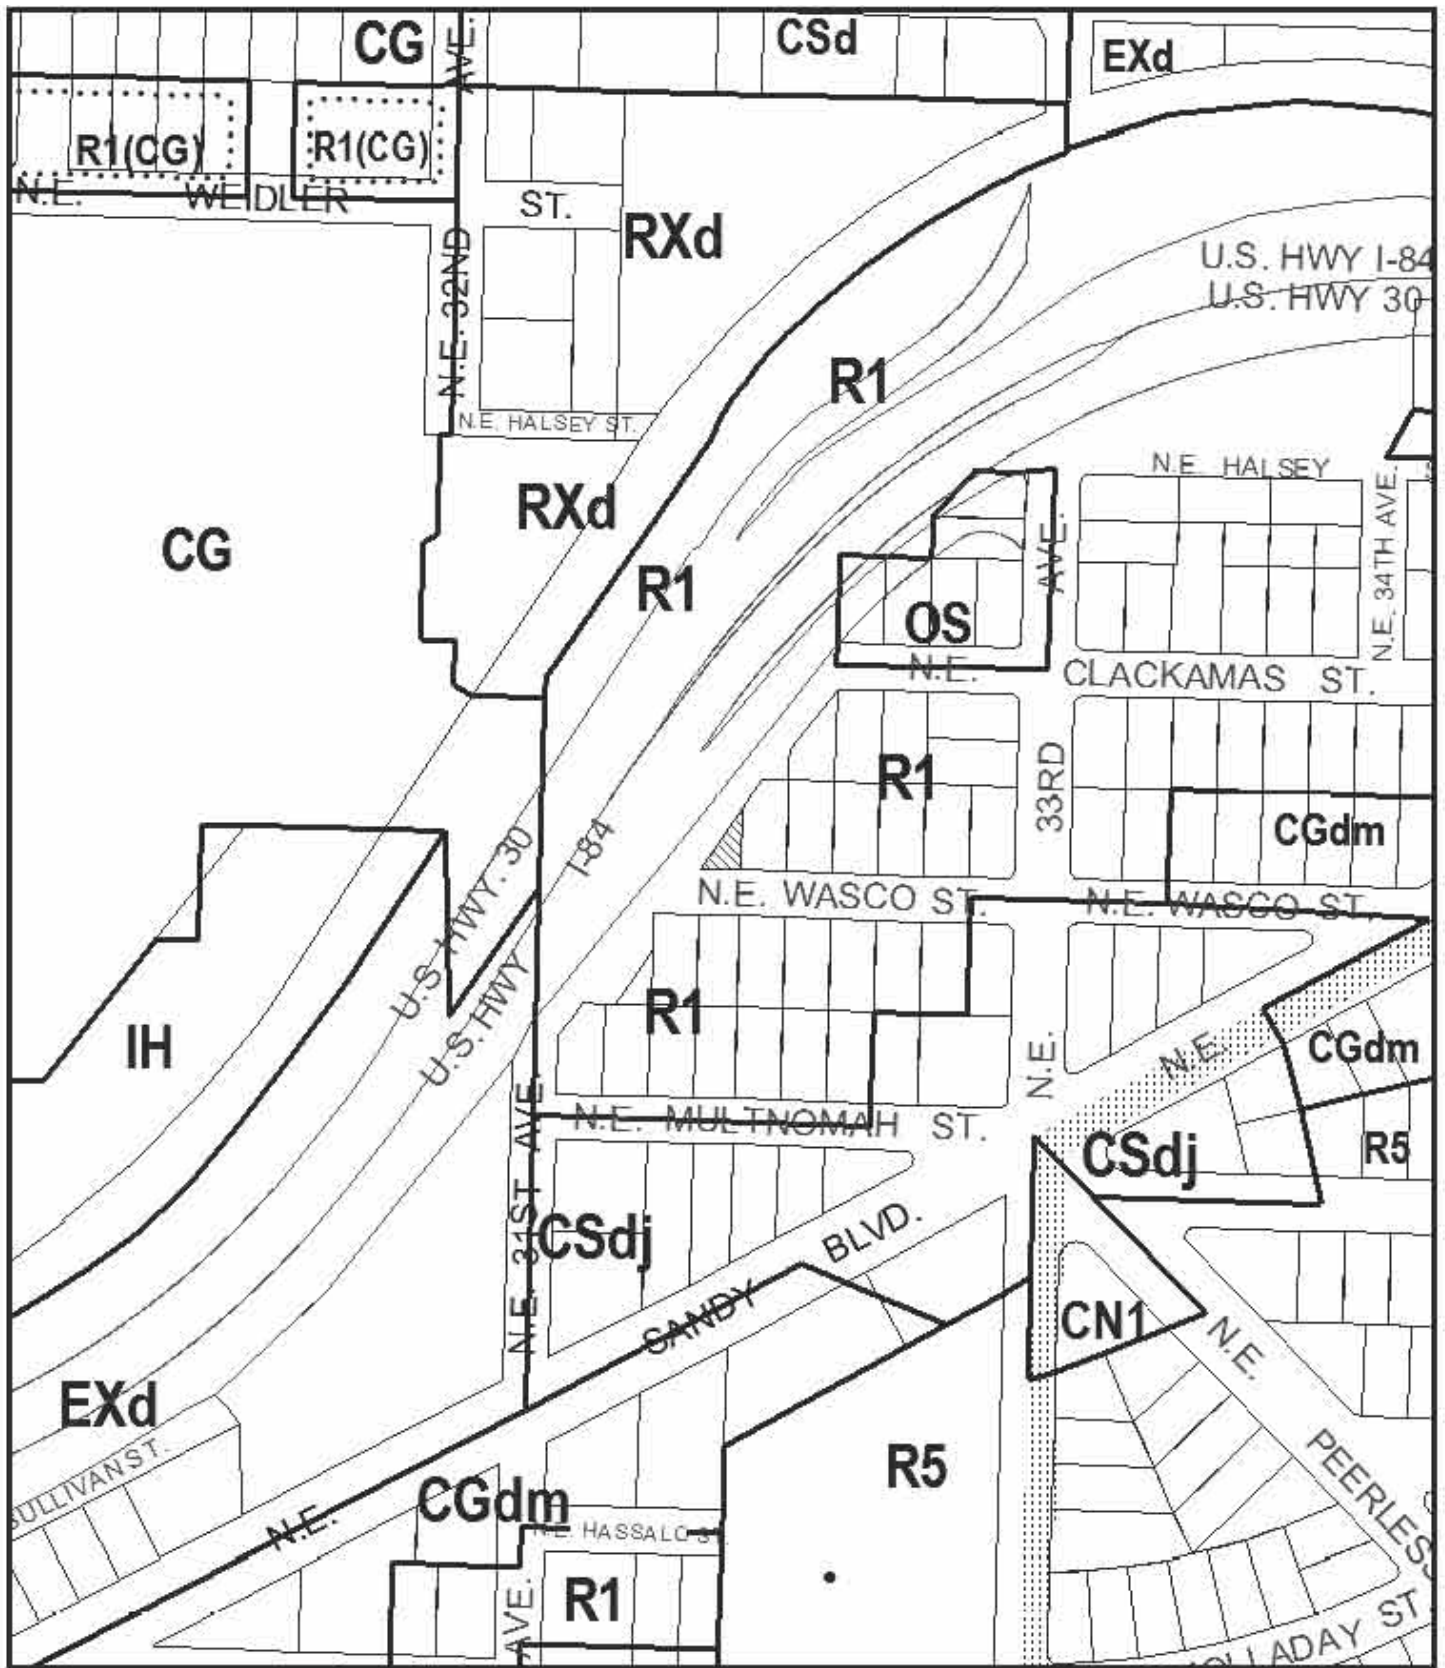 CG
AVE.
CSd
EXd
R1(CG)
R1(CG)
N.E. WEIDLER ST.
RXd
U.S. HWY I-84
U.S. HWY 30
N.E. 32ND
R1
N.E. HALSEY ST.
N.E. HALSEY
RXd
CG
R1
AVE.
N.E. 34TH AVE.
OS
N.E. CLACKAMAS ST.
R1
33RD
CGdm
U.S. HWY. 30
I-84
N.E. WASCO ST.
N.E. WASCO ST.
U.S. HWY
R1
IH
N.E.
N.E.
CGdm
N.E. MULTNOMAH ST.
CSdj
R5
N.E. 31ST AVE.
CSdj
BLVD.
SANDY
CN1
N.E.
EXd
SULLIVAN ST.
R5
PEERLESS
CGdm
N.E.
N.E. HASSALO ST
R1
AVE.
OLLADAY ST